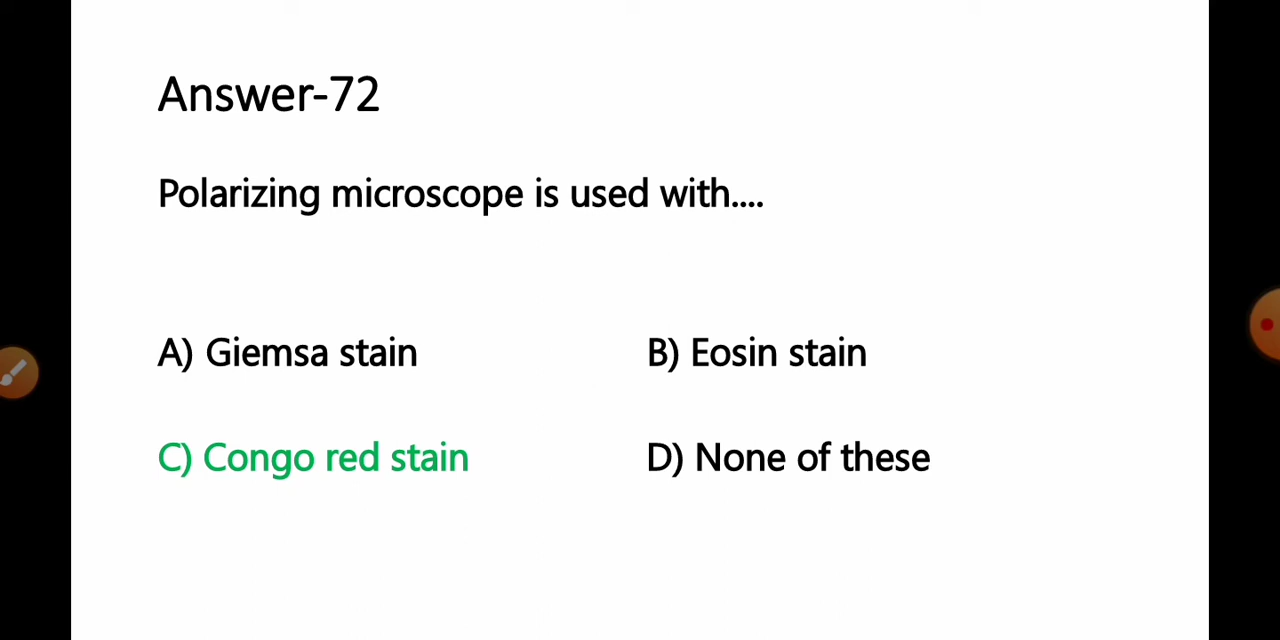 Answer-72
Polarizing microscope is used with....
A) Giemsa stain B) Eosin stain
C) Congo red stain D) None of these